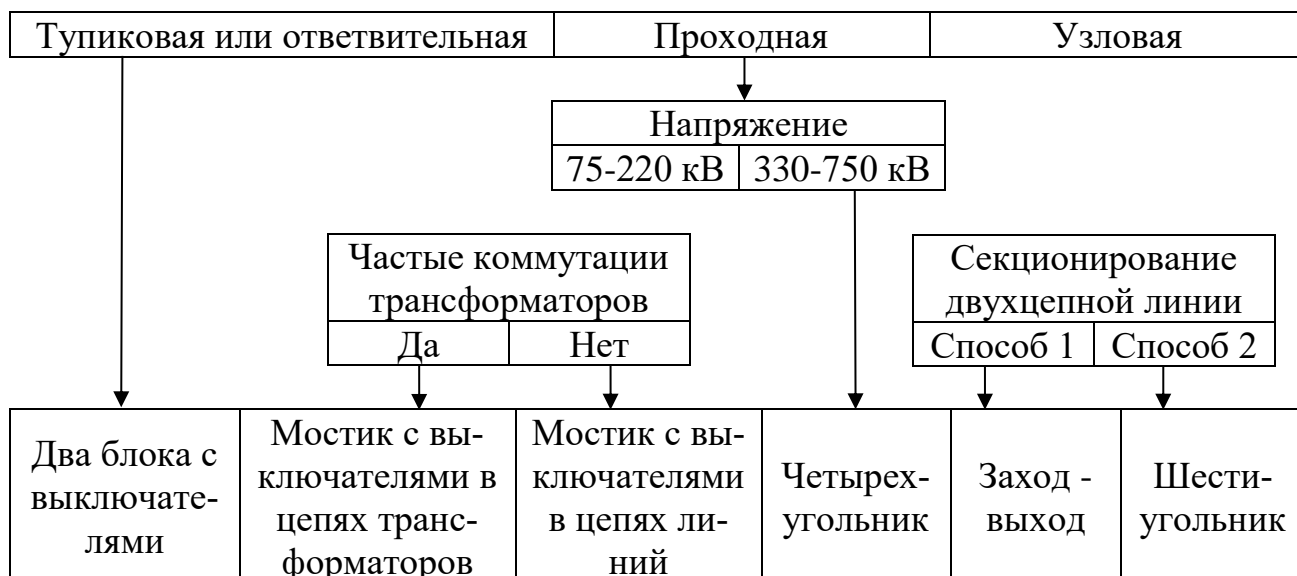 Тупиковая или ответвительная
Проходная
Узловая
Напряжение
75-220 кВ
330-750 кВ
Частые коммутации
трансформаторов
Да
Нет
Секционирование
двухцепной линии
Способ 1
Способ 2
Два блока с
выключате-
лями
Мостик с вы-
ключателями в
цепях транс-
форматоров
Мостик с вы-
ключателями
в цепях ли-
ний
Четырех-
угольник
Заход -
выход
Шести-
угольник